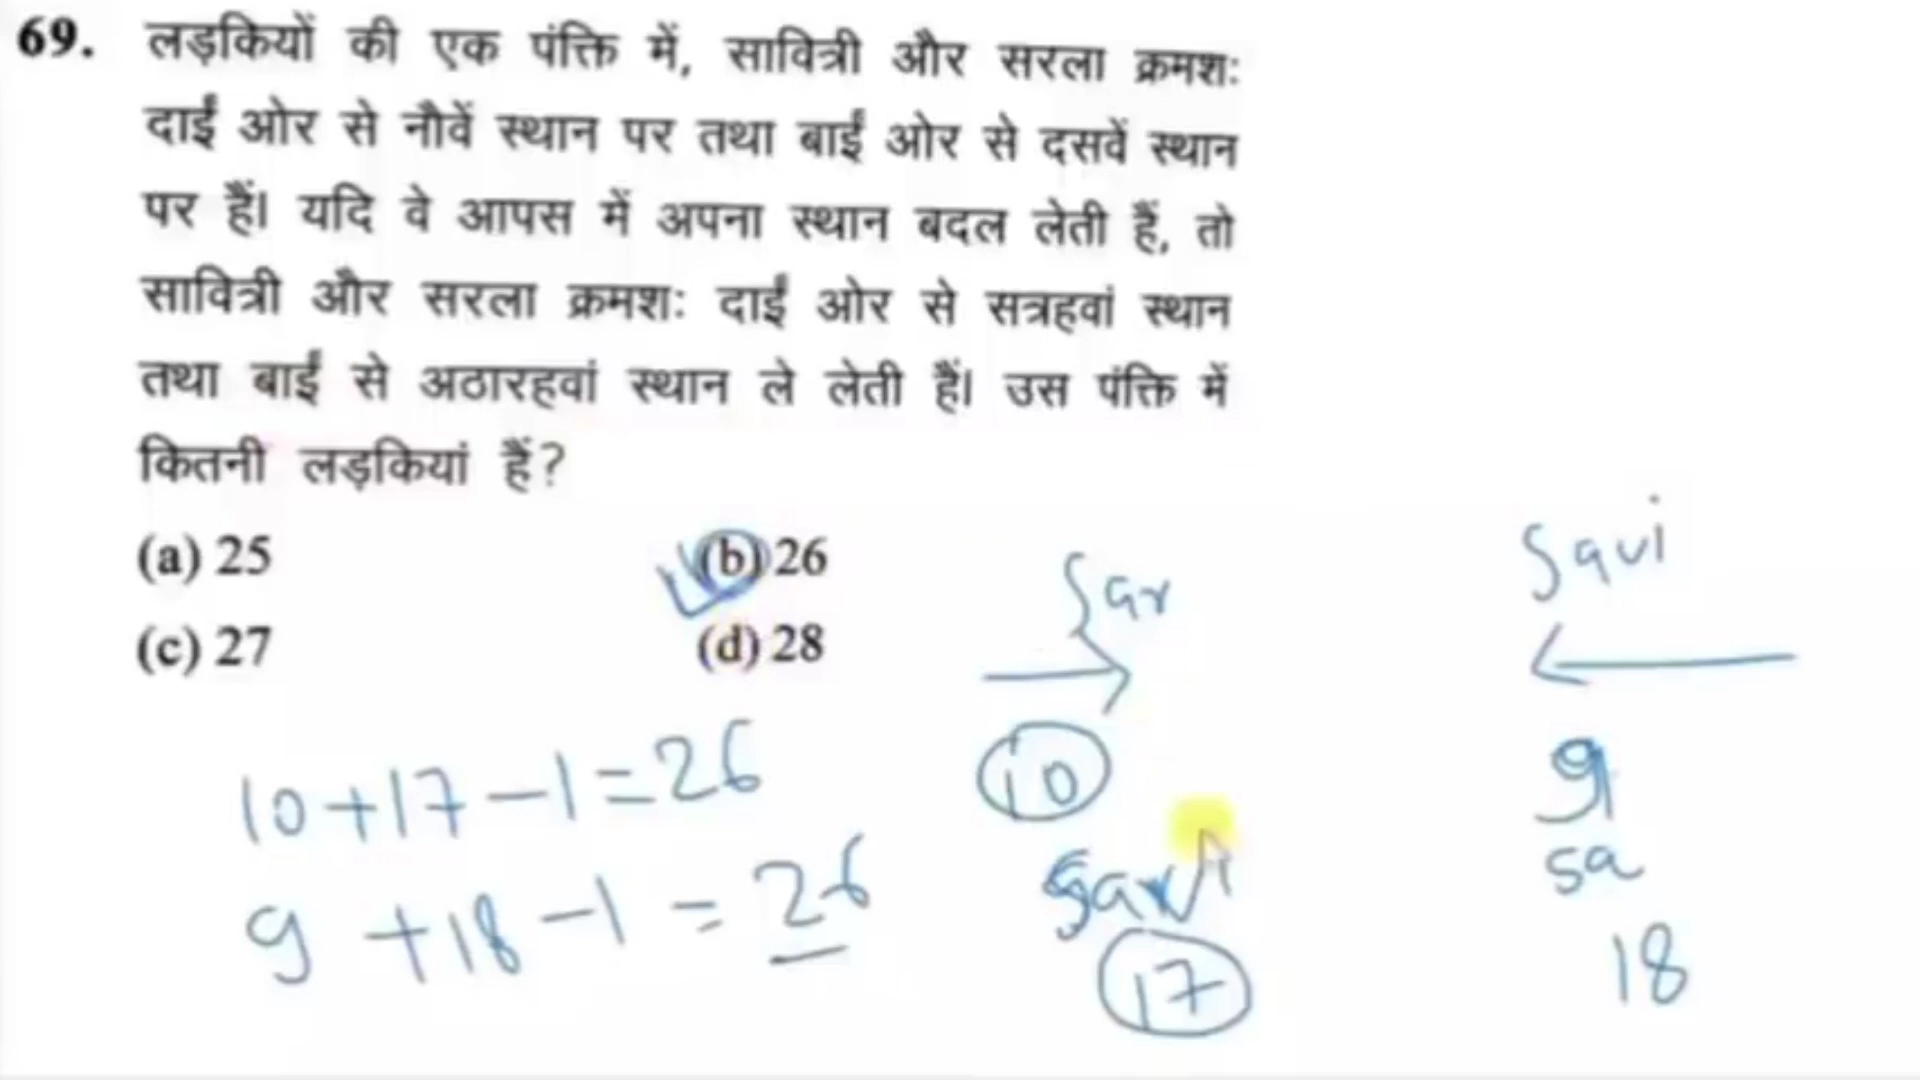 69. लड़कियों की एक पंक्ति में, सावित्री और सरला क्रमशः
दाईं ओर से नौवें स्थान पर तथा बाईं ओर से दसवें स्थान
पर हैं। यदि वे आपस में अपना स्थान बदल लेती हैं, तो
सावित्री और सरला क्रमशः दाईं ओर से सत्रहवां स्थान
तथा बाईं से अठारहवां स्थान ले लेती हैं। उस पंक्ति में
कितनी लड़कियां हैं?
(a) 25 (b) 26
(c) 27 (d) 28
Sar Savi
10 9
10+17-1=26
Savi sa
9+18-1=26
17 18